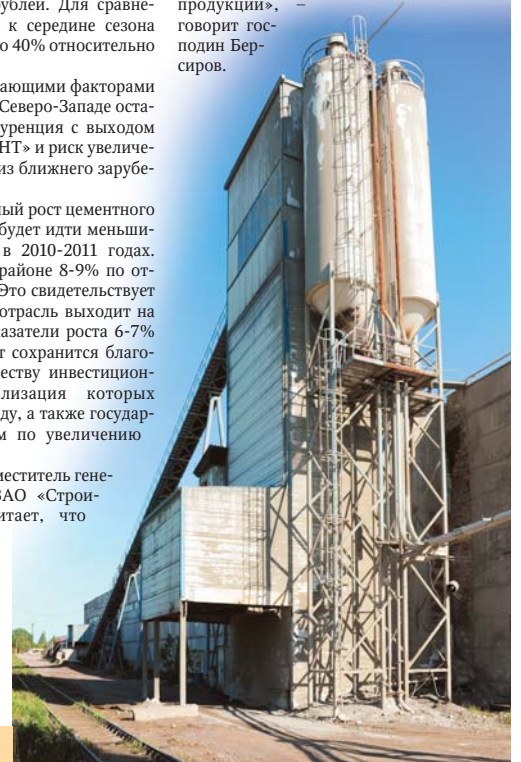 рублей. Для сравне-
к середине сезона
о 40% относительно
ающими факторами
Северо-Западе оста-
уренция с выходом
НТ» и риск увеличе-
из ближнего зарубе-
ный рост цементного
будет идти меньши-
в 2010-2011 годах.
районе 8-9% по от-
Это свидетельствует
отрасль выходит на
азатели роста 6-7%
т сохранится благо-
еству инвестицион-
лизация которых
ду, а также государ-
м по увеличению
меститель гене-
ЗАО «Строи-
итает, что
продукции», –
говорит гос-
подин Бер-
сиров.